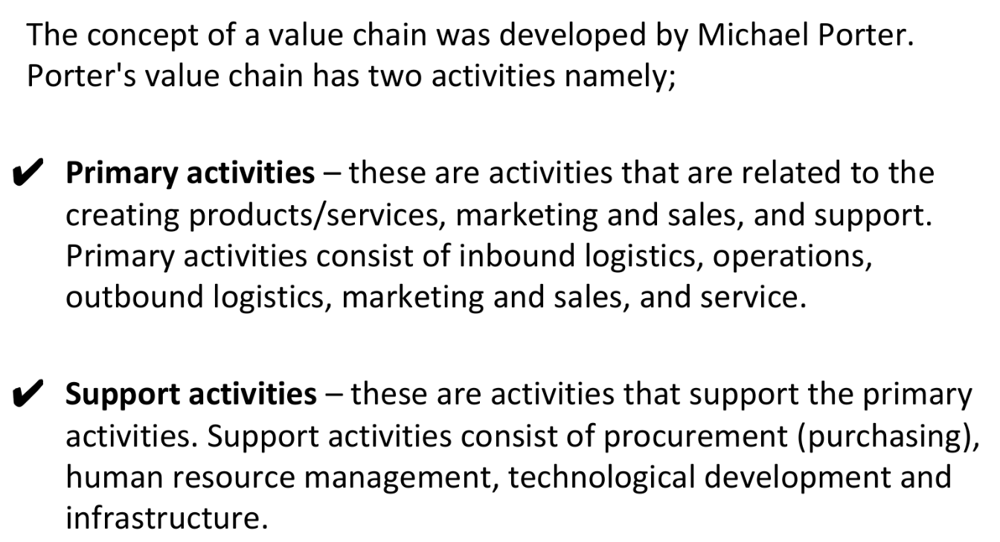 The concept of a value chain was developed by Michael Porter.
Porter's value chain has two activities namely;
✔ Primary activities – these are activities that are related to the
creating products/services, marketing and sales, and support.
Primary activities consist of inbound logistics, operations,
outbound logistics, marketing and sales, and service.
✔ Support activities – these are activities that support the primary
activities. Support activities consist of procurement (purchasing),
human resource management, technological development and
infrastructure.